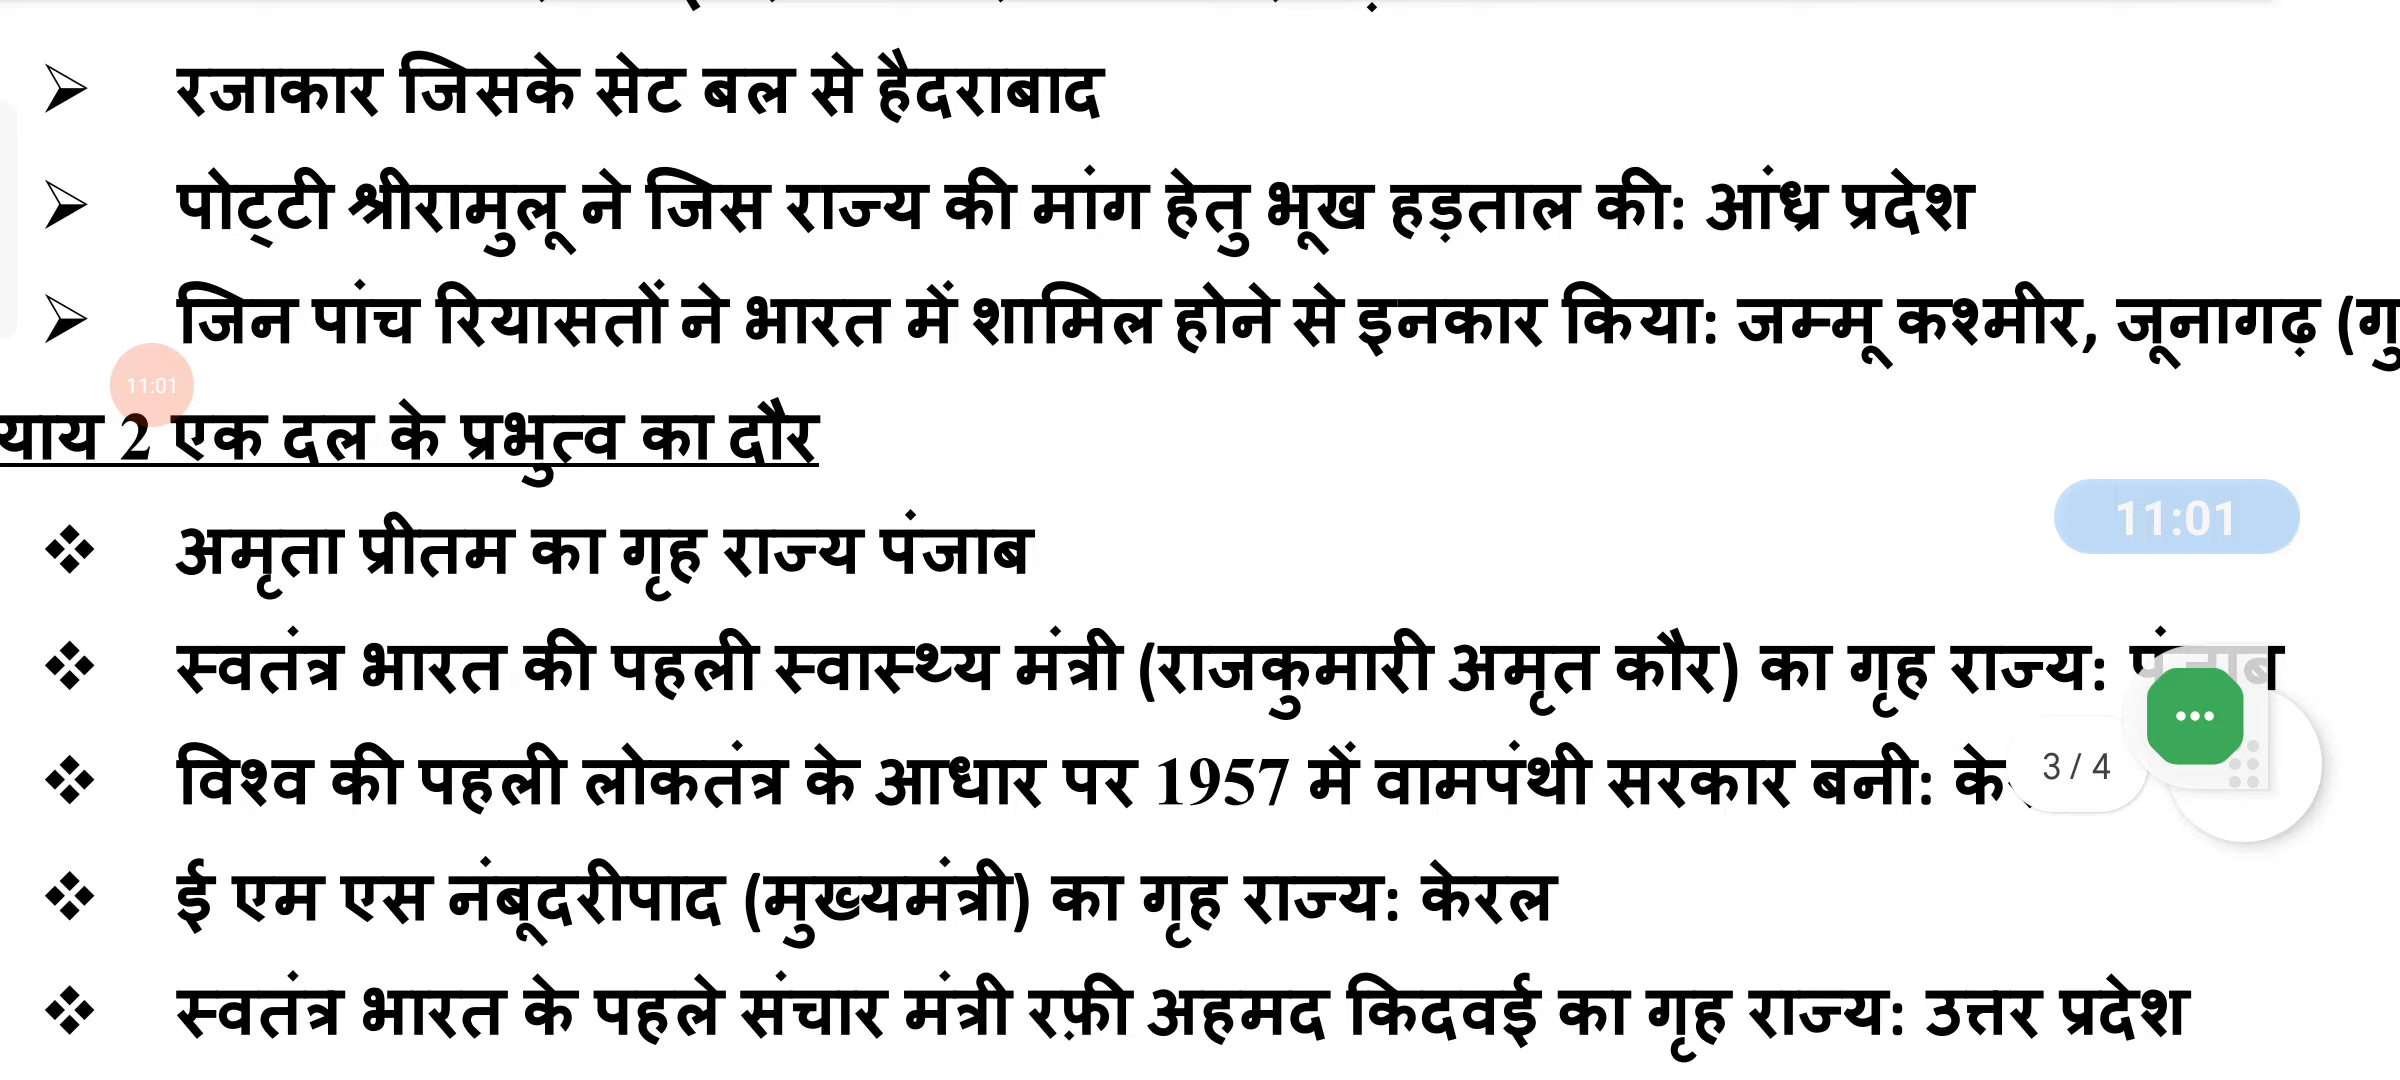 रजाकार जिसके सेट बल से हैदराबाद
पोट्टी श्रीरामुलू ने जिस राज्य की मांग हेतु भूख हड़ताल की: आंध्र प्रदेश
जिन पांच रियासतों ने भारत में शामिल होने से इनकार किया: जम्मू कश्मीर, जूनागढ़
11:01
2 एक दल के प्रभुत्व का दौर
11:01
अमृता प्रीतम का गृह राज्य पंजाब
स्वतंत्र भारत की पहली स्वास्थ्य मंत्री (राजकुमारी अमृत कौर) का गृह राज्य: पंजाब
विश्व की पहली लोकतंत्र के आधार पर 1957 में वामपंथी सरकार बनी:
3 / 4
ई एम एस नंबूदरीपाद (मुख्यमंत्री) का गृह राज्य: केरल
स्वतंत्र भारत के पहले संचार मंत्री रफ़ी अहमद किदवई का गृह राज्य: उत्तर प्रदेश